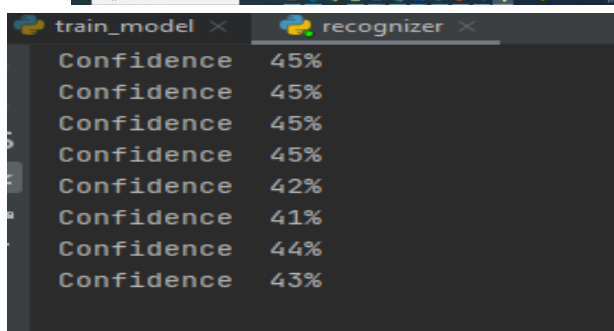 train_model recognizer
Confidence 45%
Confidence 45%
Confidence 45%
Confidence 45%
Confidence 42%
Confidence 41%
Confidence 44%
Confidence 43%